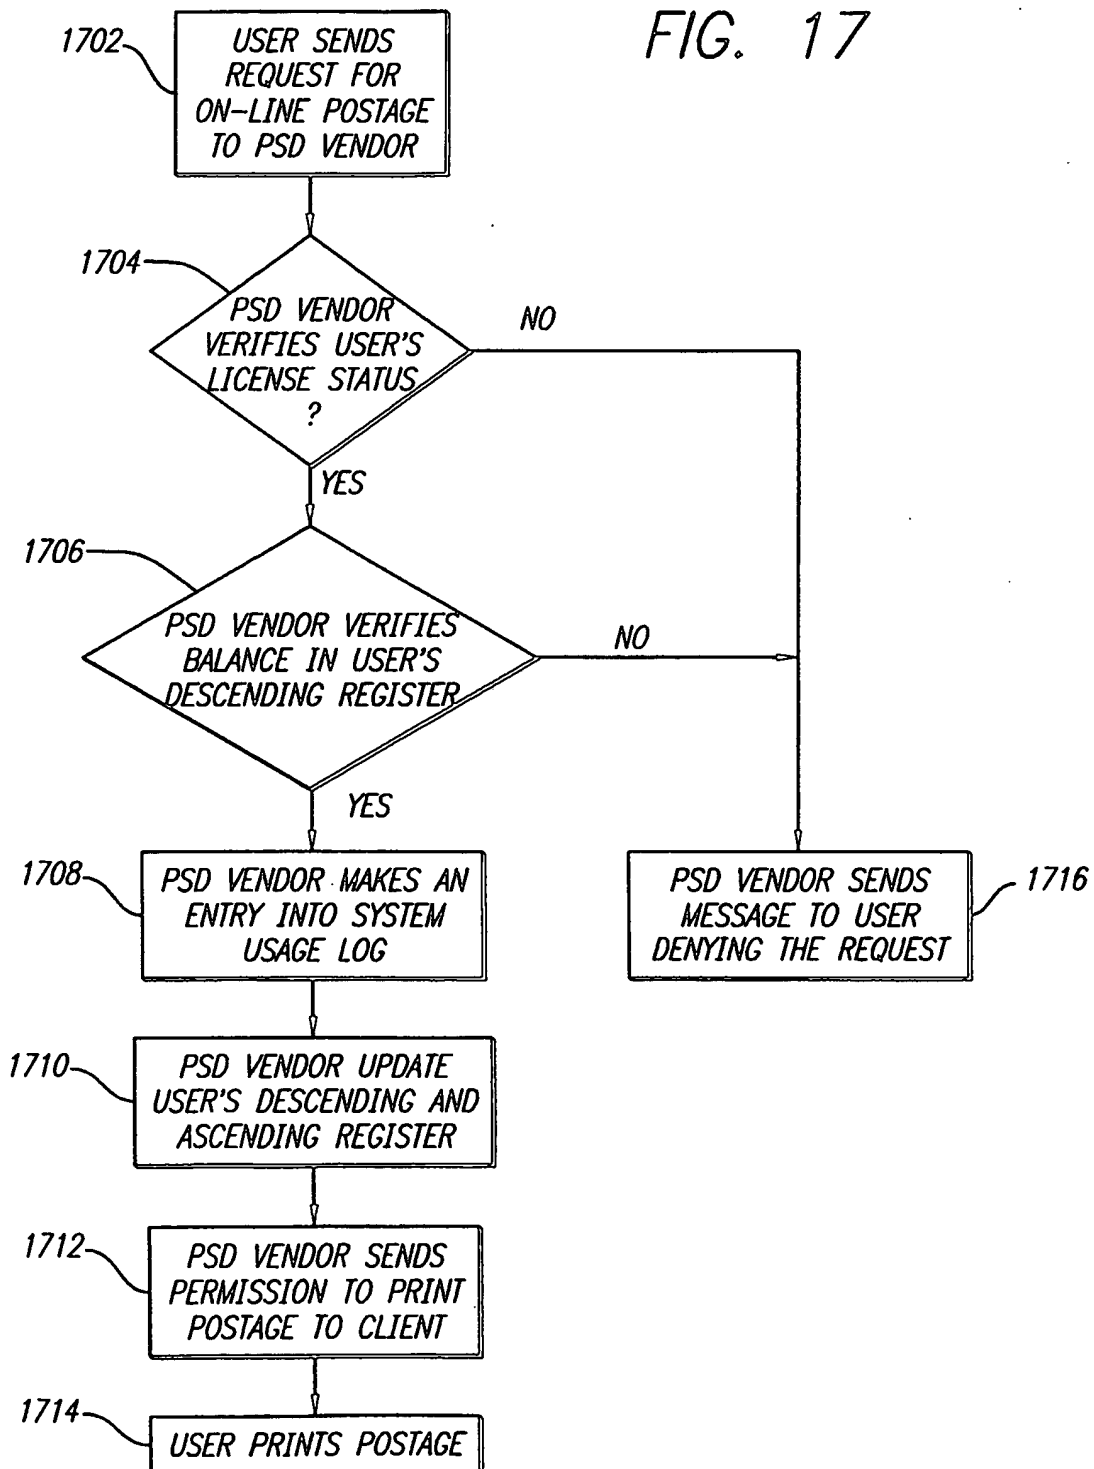 FIG. 17
1702
USER SENDS
REQUEST FOR
ON-LINE POSTAGE
TO PSD VENDOR
1704
PSD VENDOR
VERIFIES USER'S
LICENSE STATUS
?
NO
YES
1706
PSD VENDOR VERIFIES
BALANCE IN USER'S
DESCENDING REGISTER
NO
YES
1708
PSD VENDOR MAKES AN
ENTRY INTO SYSTEM
USAGE LOG
PSD VENDOR SENDS
MESSAGE TO USER
DENYING THE REQUEST
1716
1710
PSD VENDOR UPDATE
USER'S DESCENDING AND
ASCENDING REGISTER
1712
PSD VENDOR SENDS
PERMISSION TO PRINT
POSTAGE TO CLIENT
1714
USER PRINTS POSTAGE